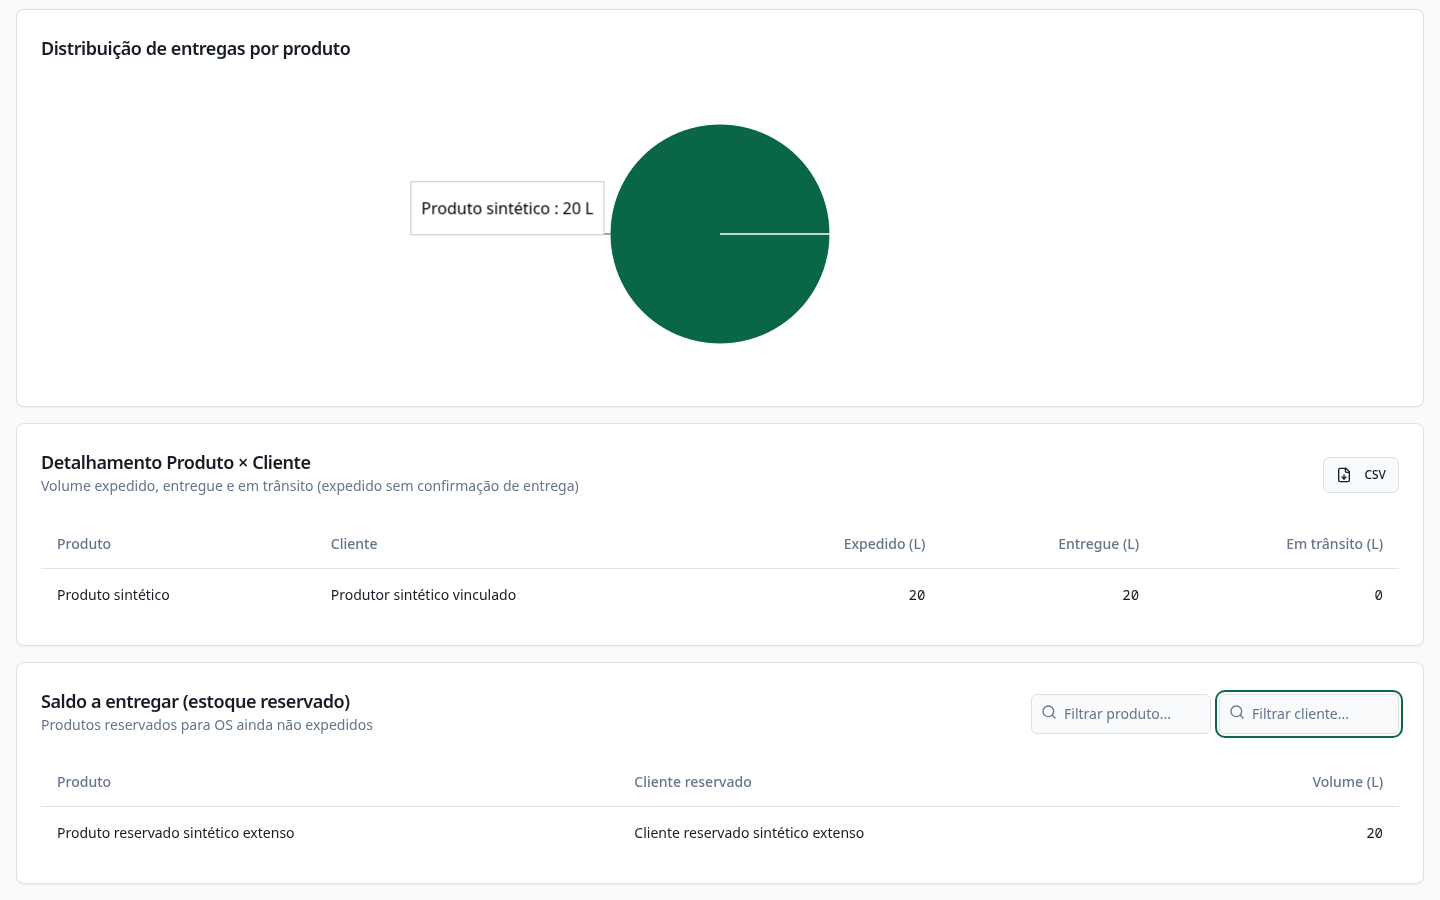 Distribuição de entregas por produto
Produto sintético : 20 L
Detalhamento Produto × Cliente
Volume expedido, entregue e em trânsito (expedido sem confirmação de entrega)
CSV
Produto Cliente Expedido (L) Entregue (L) Em trânsito (L)
Produto sintético Produtor sintético vinculado 20 20 0
Saldo a entregar (estoque reservado)
Produtos reservados para OS ainda não expedidos
Filtrar produto... Filtrar cliente...
Produto Cliente reservado Volume (L)
Produto reservado sintético extenso Cliente reservado sintético extenso 20